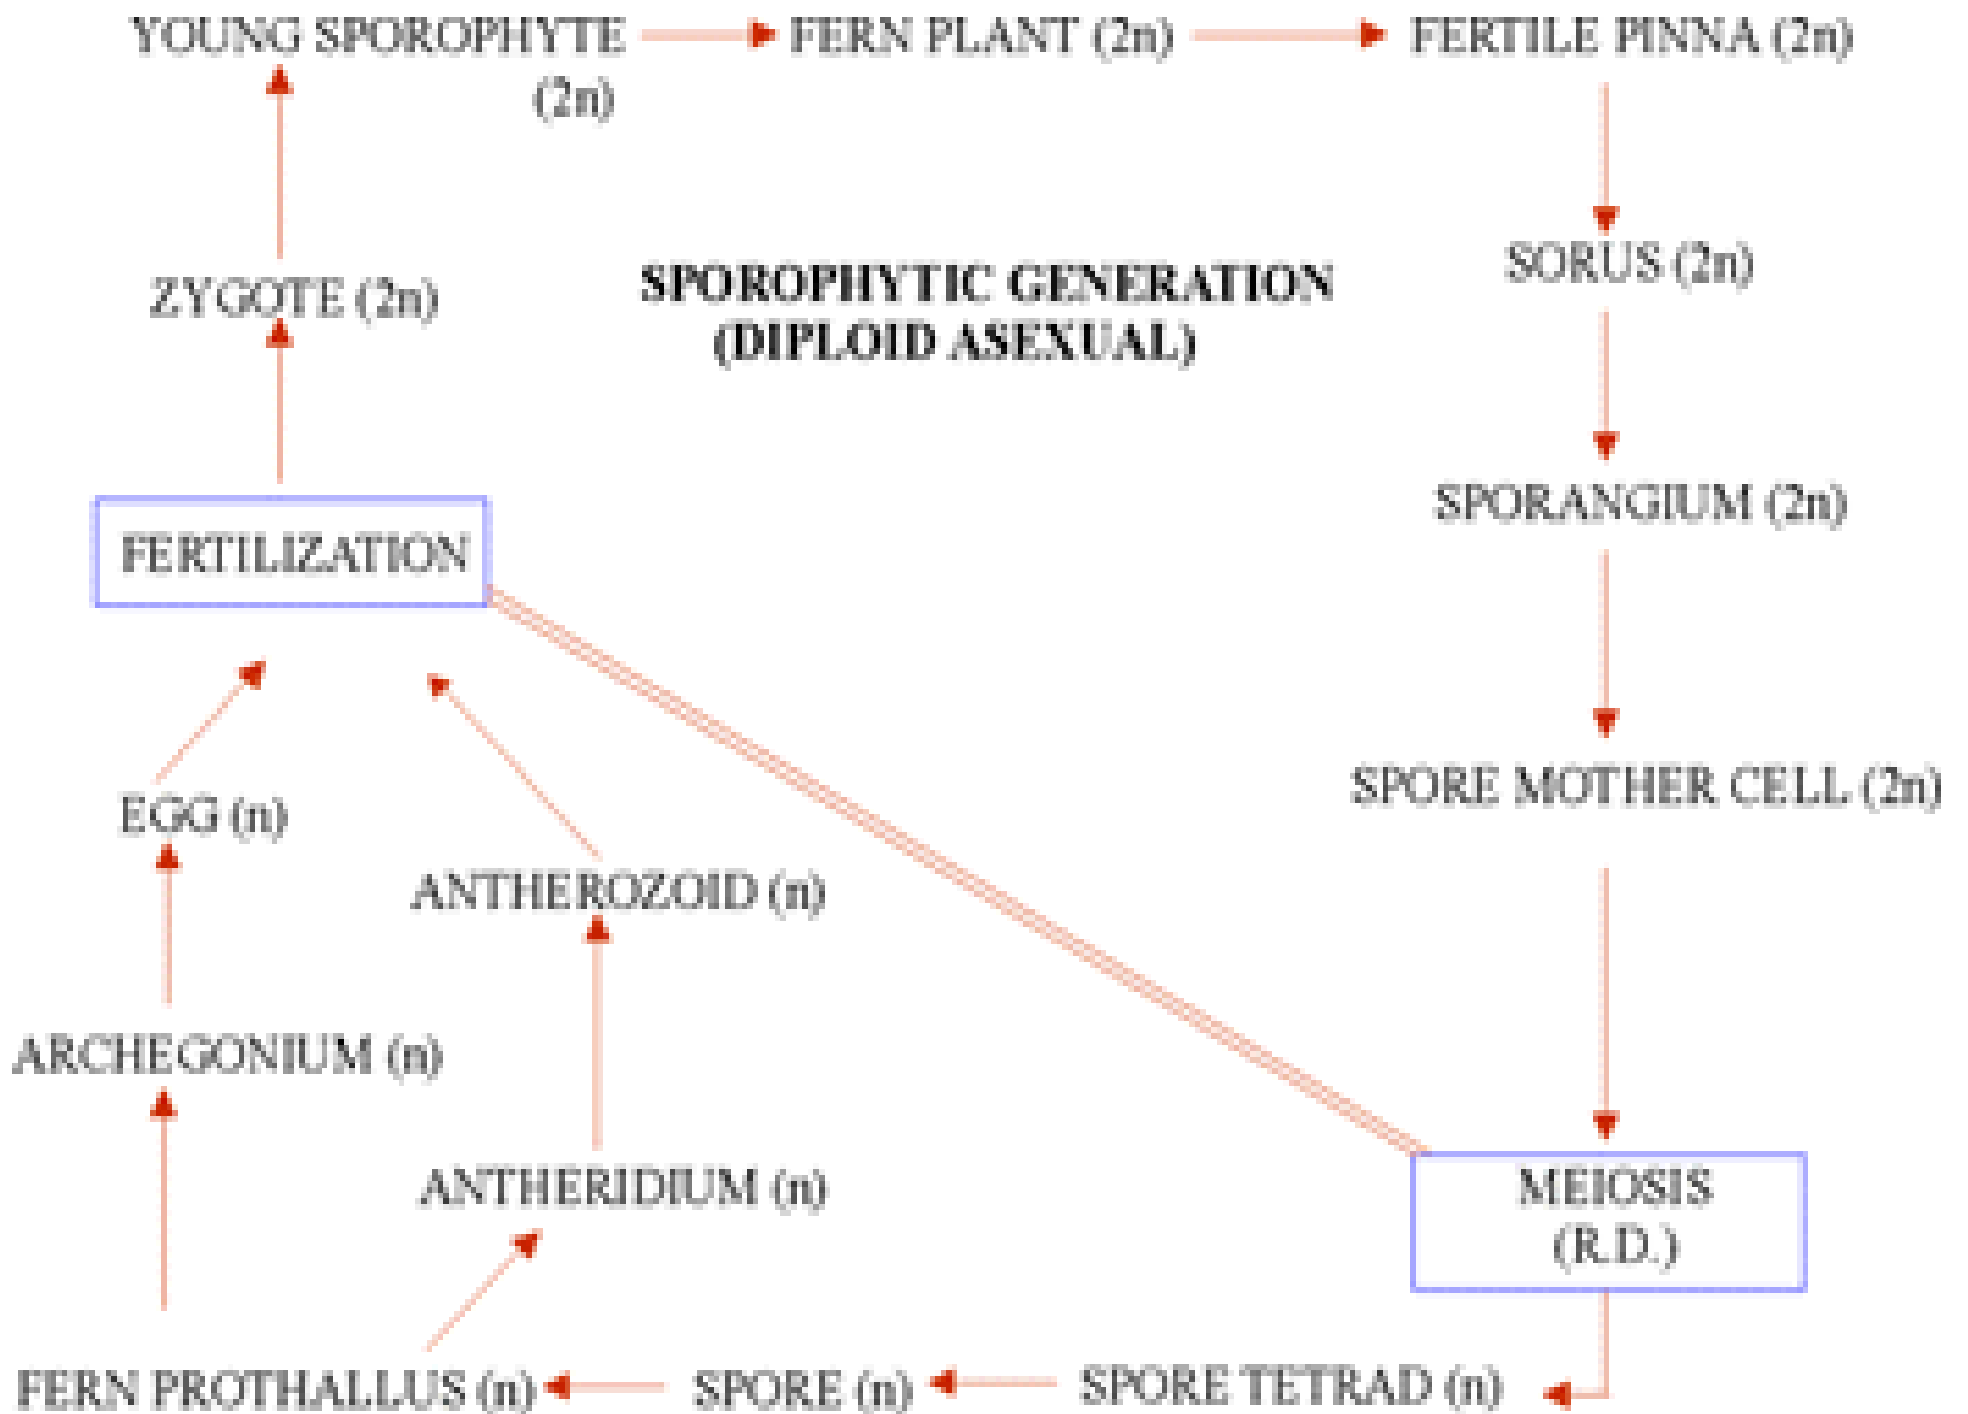 YOUNG SPOROPHYTE
(2n)
FERN PLANT (2n)
FERTILE PINNA (2n)
SORUS (2n)
ZYGOTE (2n)
SPOROPHYTIC GENERATION
(DIPLOID ASEXUAL)
SPORANGIUM (2n)
FERTILIZATION
SPORE MOTHER CELL (2n)
EGG (n)
ANTHEROZOID (n)
ARCHEGONIUM (n)
ANTHERIDIUM (n)
MEIOSIS
(R.D.)
FERN PROTHALLUS (n)
SPORE (n)
SPORE TETRAD (n)